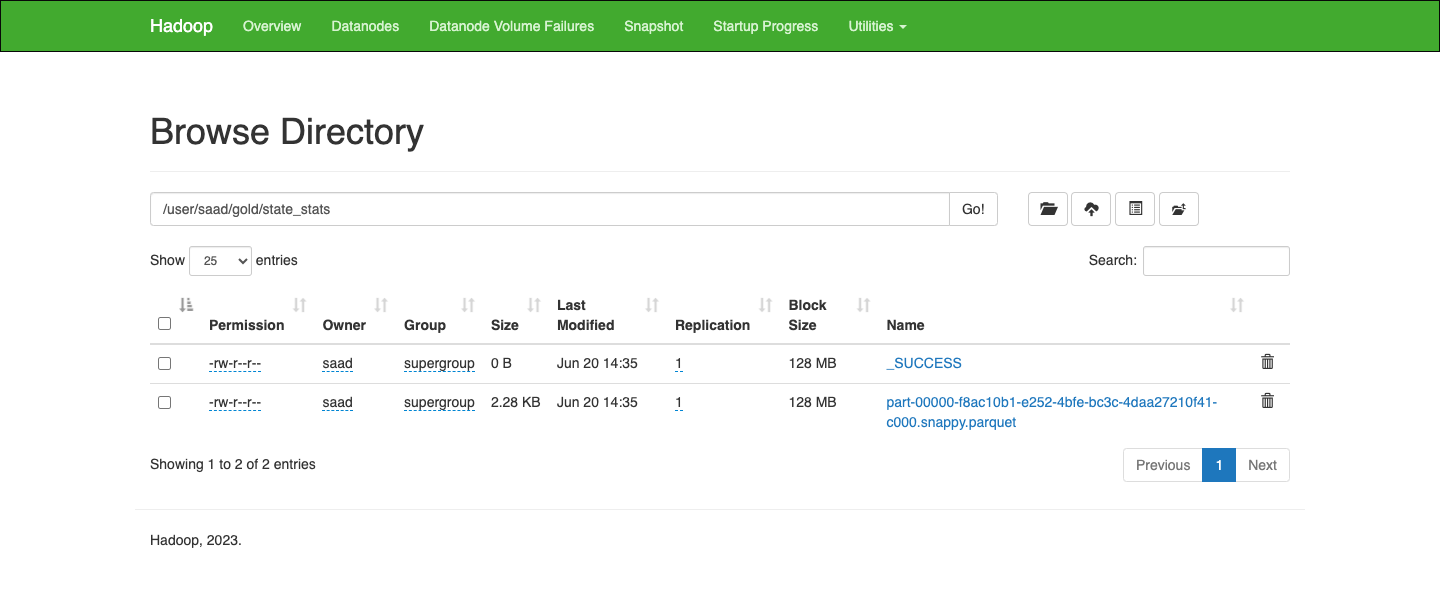 Hadoop Overview Datanodes Datanode Volume Failures Snapshot Startup Progress Utilities
Browse Directory
/user/saad/gold/state_stats Go!
Show 25 entries Search:
Permission Owner Group Size Last Modified Replication Block Size Name
-rw-r--r-- saad supergroup 0 B Jun 20 14:35 1 128 MB _SUCCESS
-rw-r--r-- saad supergroup 2.28 KB Jun 20 14:35 1 128 MB part-00000-f8ac10b1-e252-4bfe-bc3c-4daa27210f41-
c000.snappy.parquet
Showing 1 to 2 of 2 entries Previous 1 Next
Hadoop, 2023.